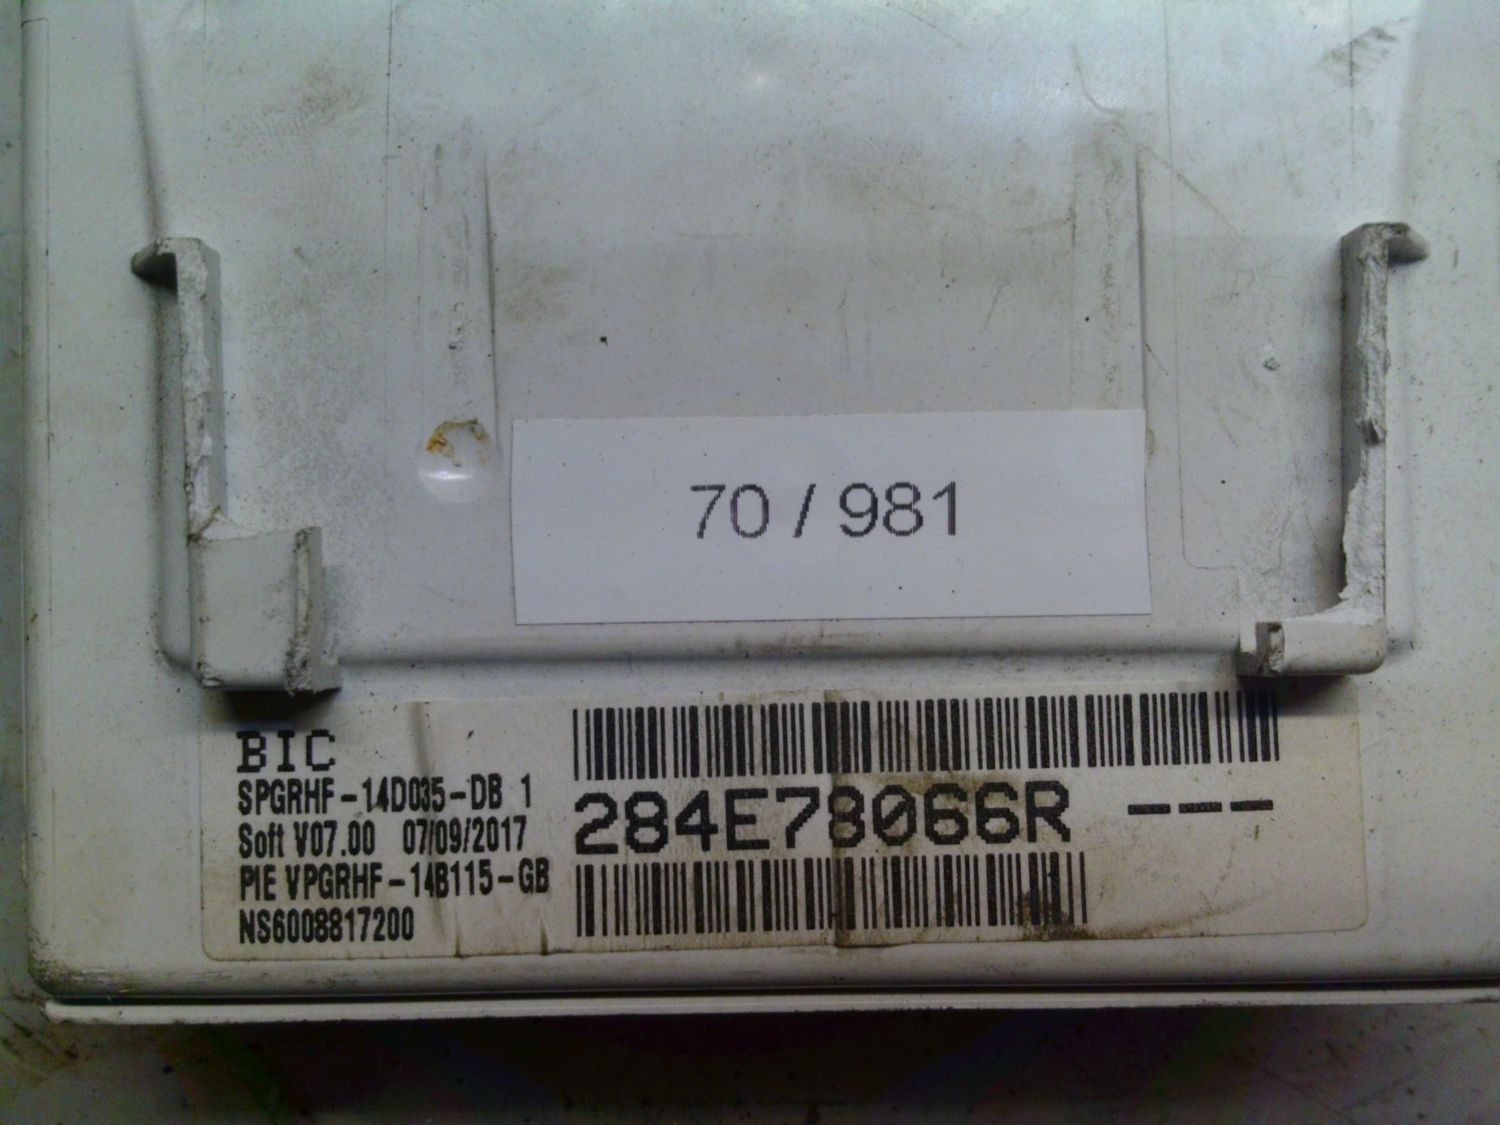 70 / 981
BIC
SPGRHF-14D035-DB 1
Soft V07.00 07/09/2017
PIE VPGRHF-14B115-GB
NS6008817200
284E78066R ---